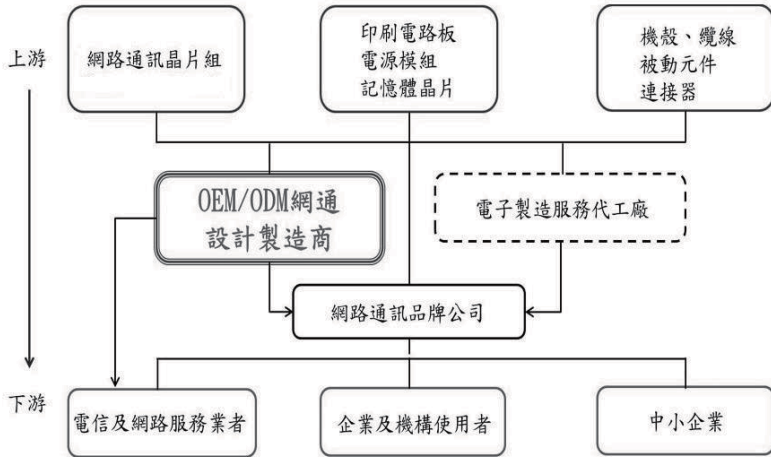 上游
網路通訊晶片組
印刷電路板
電源模組
記憶體晶片
機殼、纜線
被動元件
連接器
OEM/ODM網通
設計製造商
電子製造服務代工廠
網路通訊品牌公司
下游
電信及網路服務業者
企業及機構使用者
中小企業